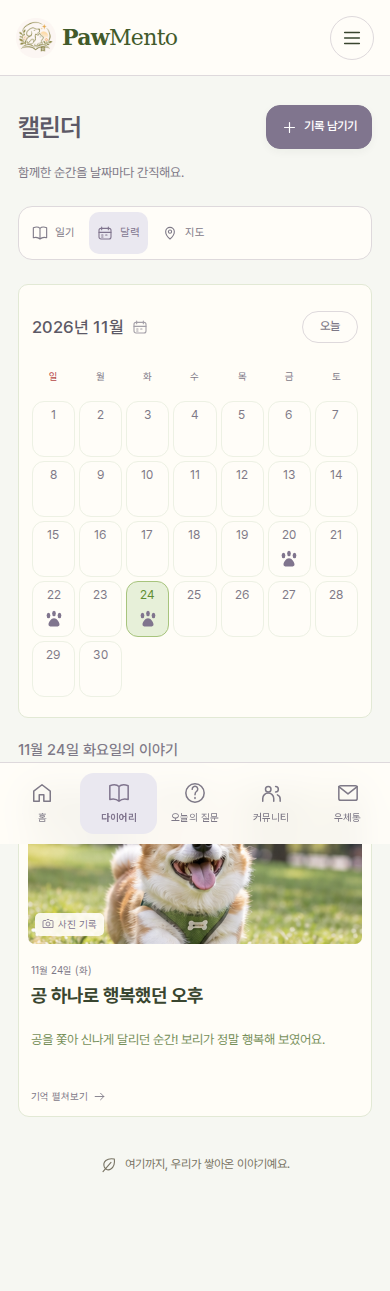 PawMento
캘린더
기록 남기기
함께한 순간을 날짜마다 간직해요.
일기 달력 지도
2026년 11월 오늘
일 월 화 수 목 금 토
1 2 3 4 5 6 7
8 9 10 11 12 13 14
15 16 17 18 19 20 21
22 23 24 25 26 27 28
29 30
11월 24일 화요일의 이야기
홈 다이어리 오늘의 질문 커뮤니티 우체통
사진 기록
11월 24일 (화)
공 하나로 행복했던 오후
공을 쫓아 신나게 달리던 순간! 보리가 정말 행복해 보였어요.
기억 펼쳐보기
여기까지, 우리가 쌓아온 이야기예요.